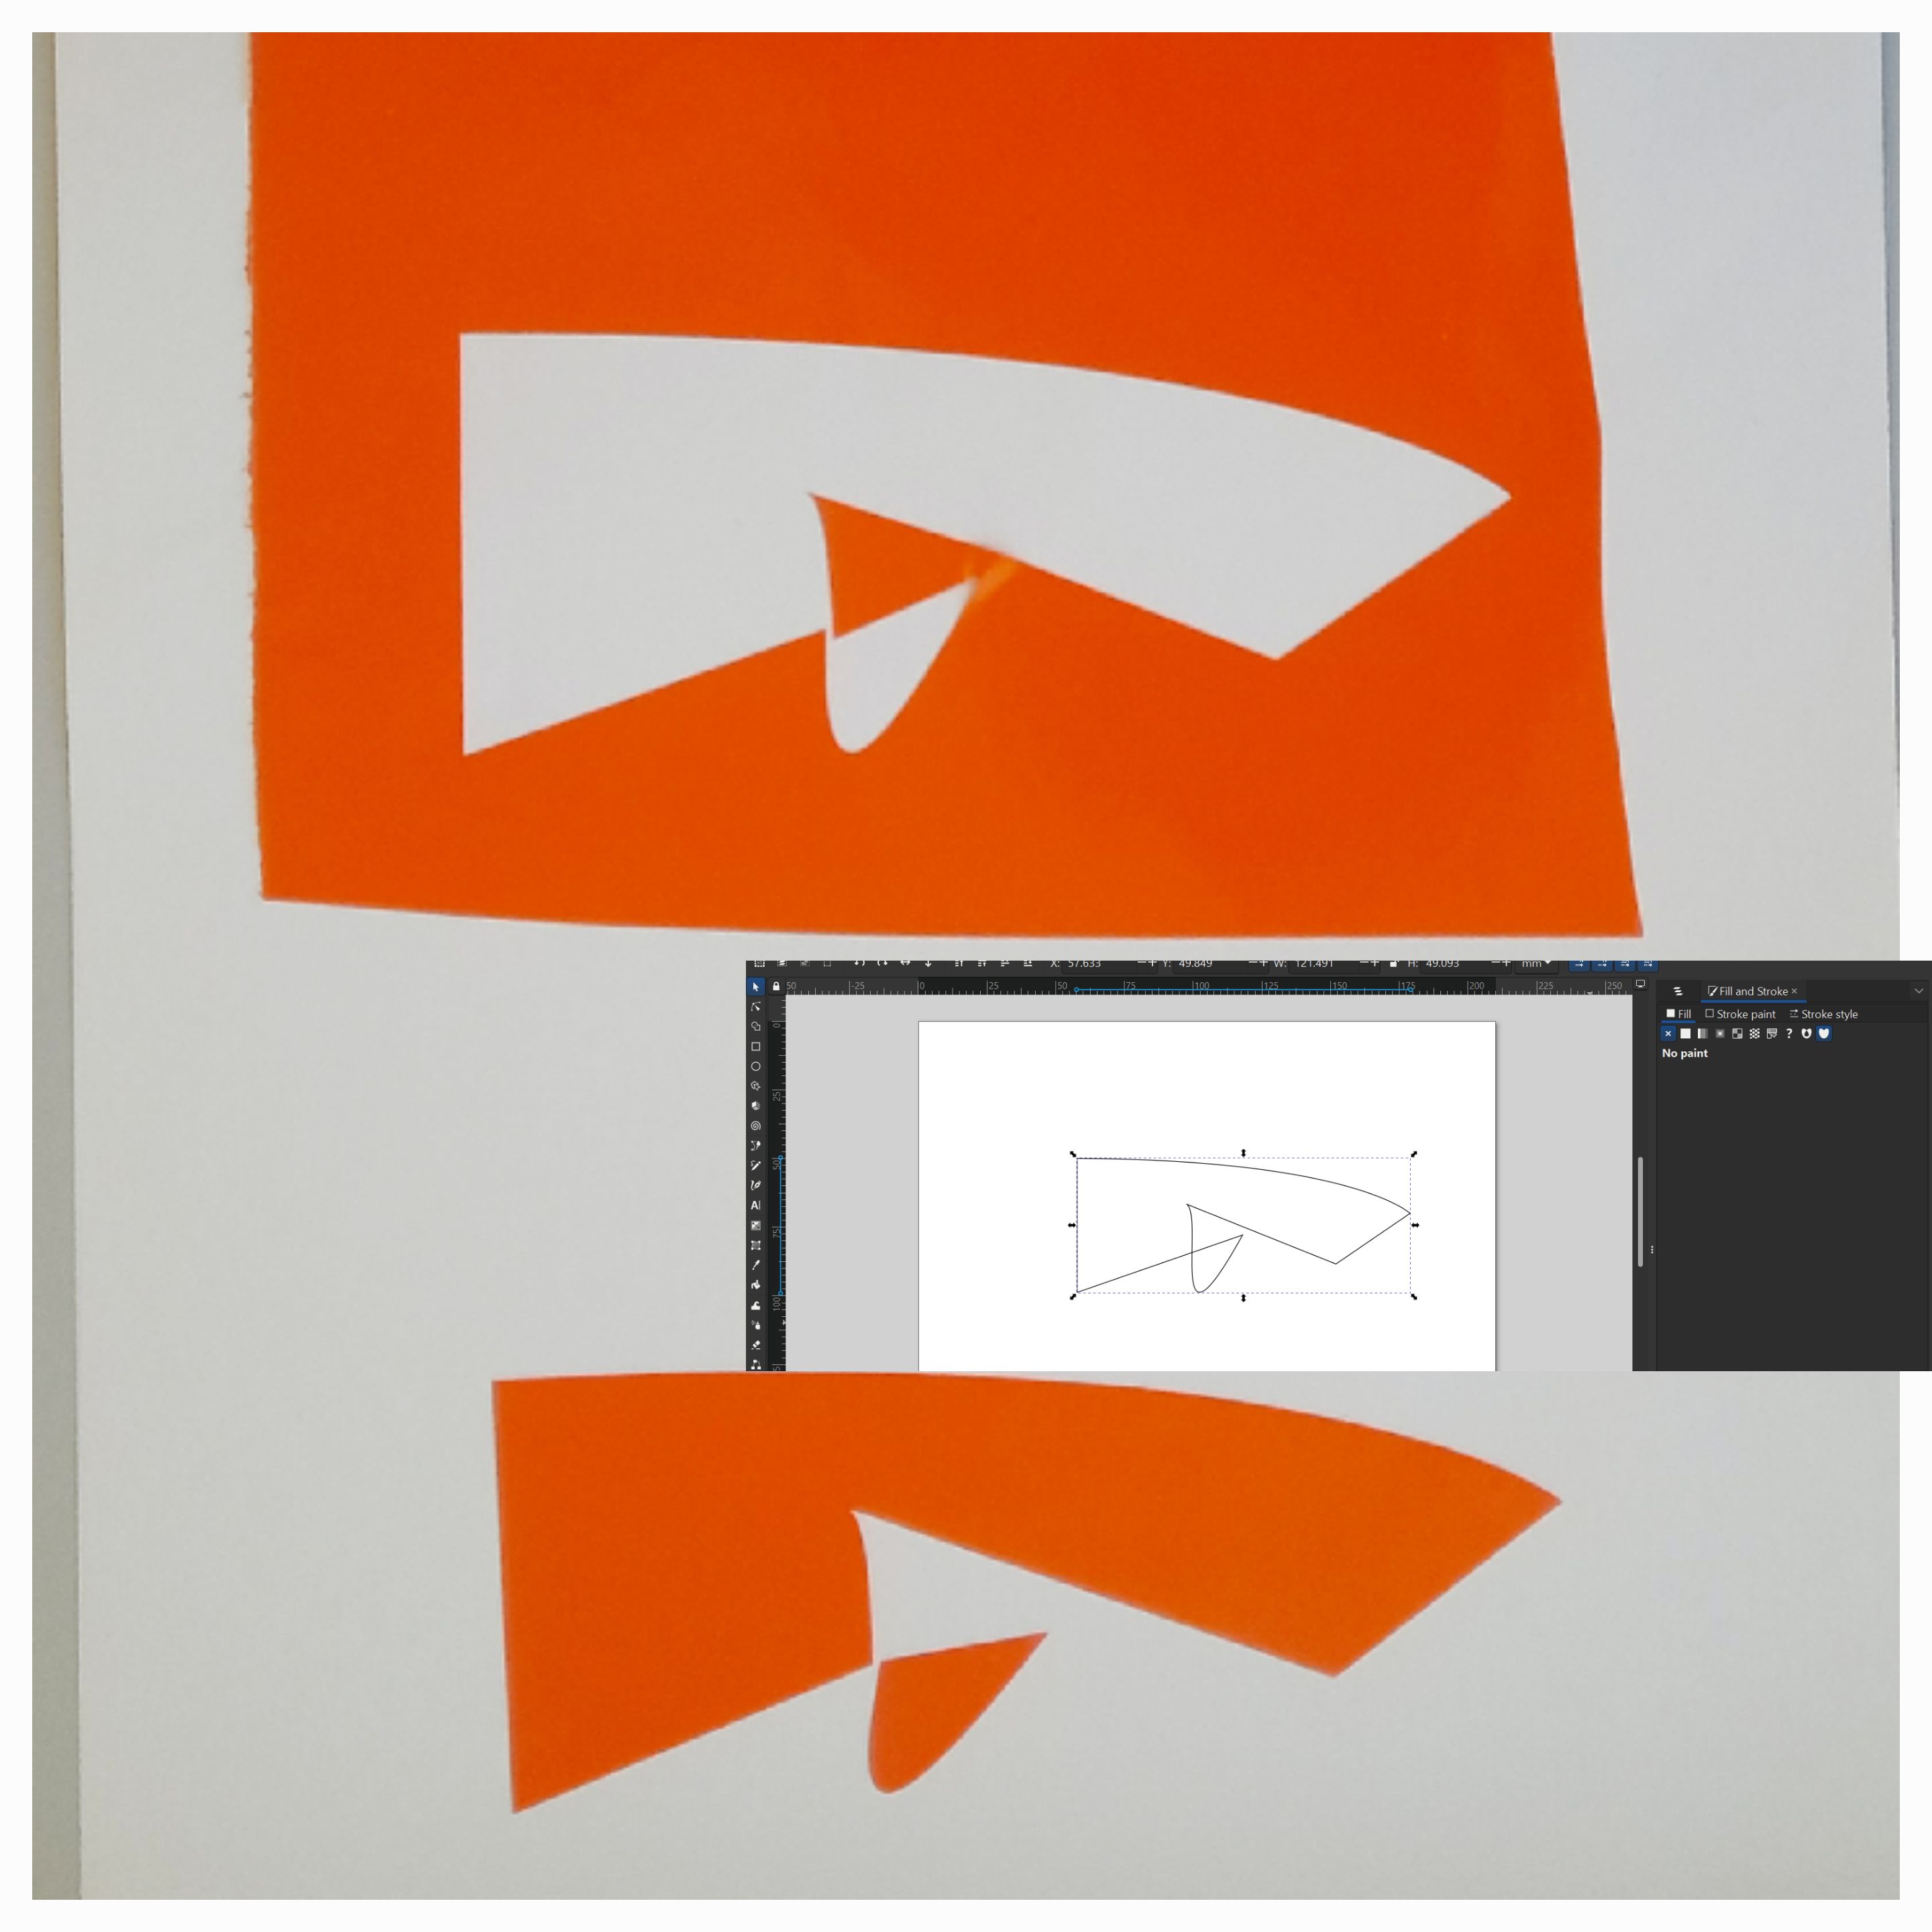 X: 57.633 Y: 49.849 W: 121.491 H: 49.093 mm
50 -25 0 25 50 75 100 125 150 175 200 225 250
Fill and Stroke ×
Fill Stroke paint Stroke style
?
No paint
0
25
50
75
100